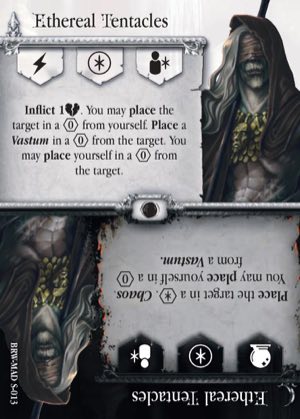 Ethereal Tentacles
Inflict 1. You may place the
target in a 0 from yourself. Place a
Vastum in a 0 from the target. You
may place yourself in a 0 from
the target.
Place the target in a . Chaos.
You may place yourself in a 0
from a Vastum.
Ethereal Tentacles
BRW-MAD-S-013